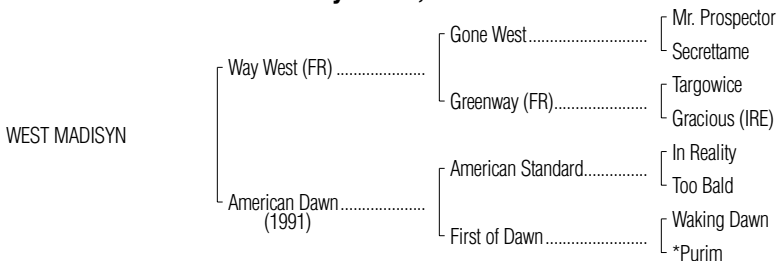 Mr. Prospector
Gone West
Secrettame
Way West (FR)
Targowice
Greenway (FR)
Gracious (IRE)
WEST MADISYN
In Reality
American Standard
Too Bald
American Dawn
(1991)
Waking Dawn
First of Dawn
*Purim